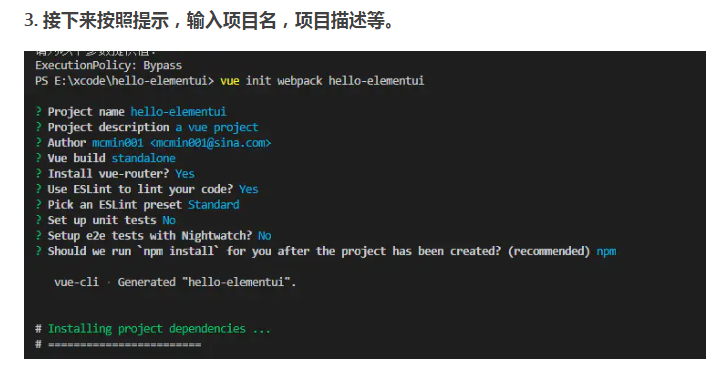 3. 接下来按照提示，输入项目名，项目描述等。
ExecutionPolicy: Bypass
PS E:\xcode\hello-elementui> vue init webpack hello-elementui
? Project name hello-elementui
? Project description a vue project
? Author mcmin001 <mcmin001@sina.com>
? Vue build standalone
? Install vue-router? Yes
? Use ESLint to lint your code? Yes
? Pick an ESLint preset Standard
? Set up unit tests No
? Setup e2e tests with Nightwatch? No
? Should we run `npm install` for you after the project has been created? (recommended) npm
vue-cli · Generated "hello-elementui".
# Installing project dependencies ...
# ========================